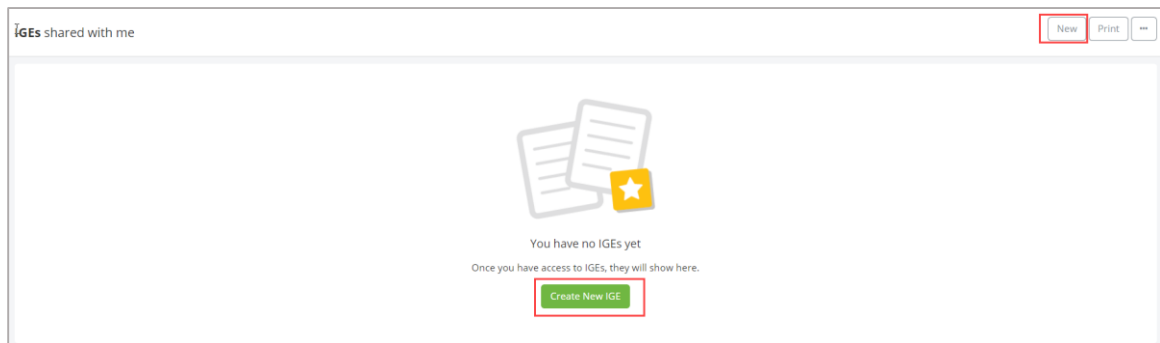 IGEs shared with me
New
Print
...
You have no IGEs yet
Once you have access to IGEs, they will show here.
Create New IGE